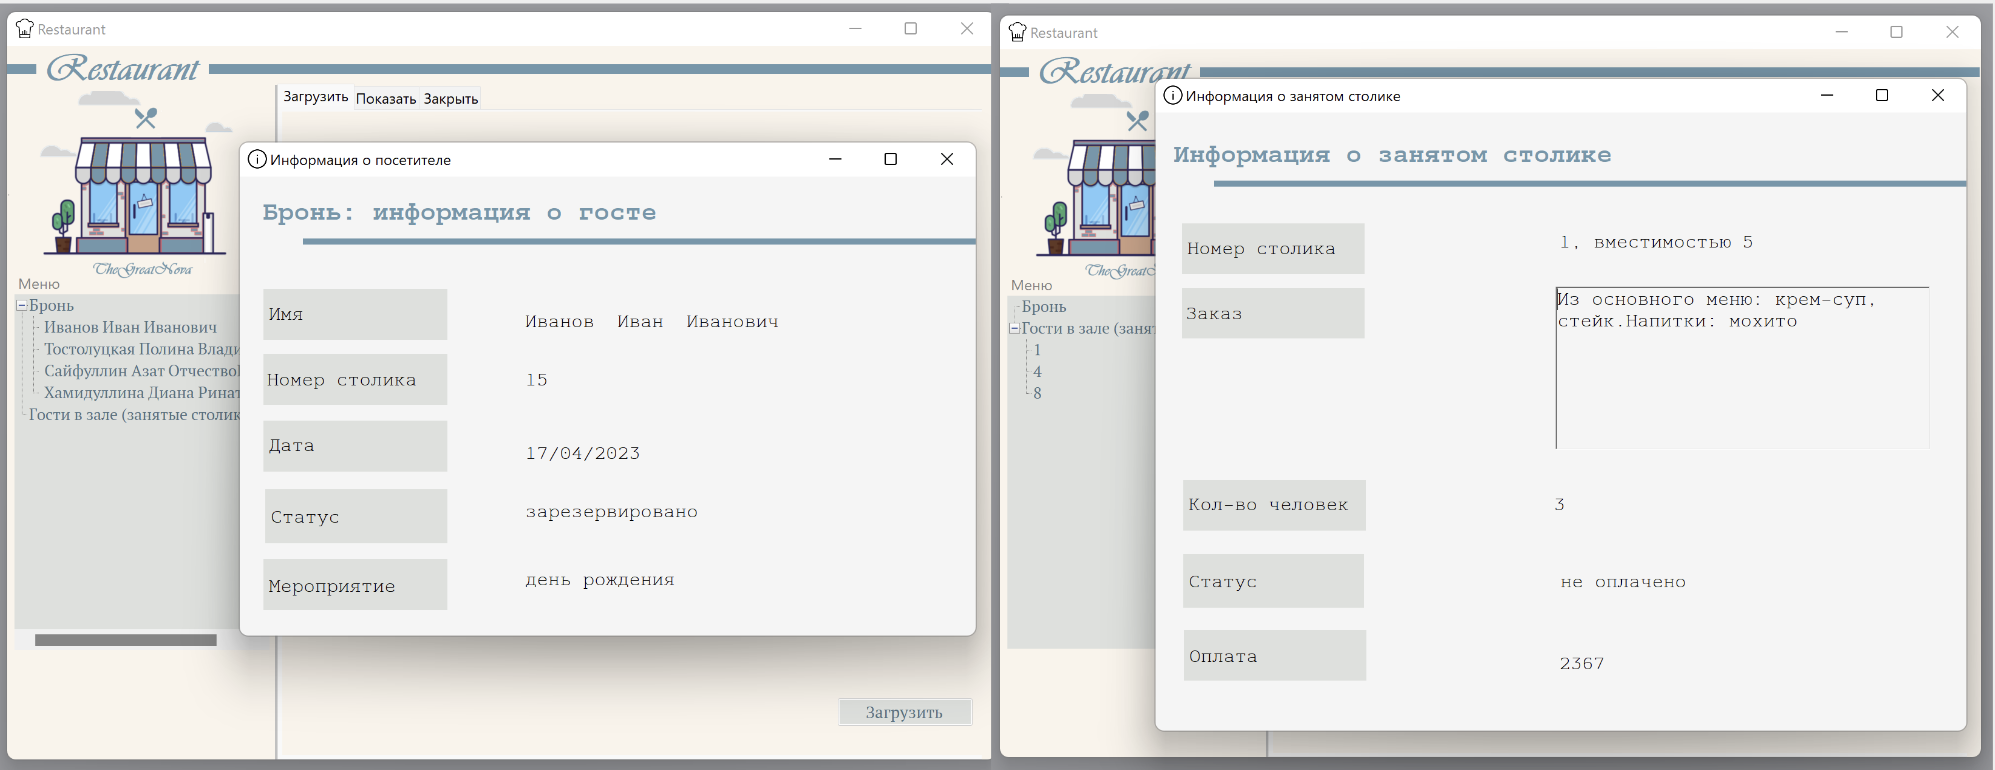 Restaurant
Restaurant
Загрузить Показать Закрыть
TheGreatNova
Меню
Бронь
Иванов Иван Иванович
Тостолуцкая Полина Влади
Сайфуллин Азат Отчество
Хамидуллина Диана Ринат
Гости в зале (занятые столик
Информация о посетителе
Бронь: информация о госте
Имя Иванов Иван Иванович
Номер столика 15
Дата 17/04/2023
Статус зарезервировано
Мероприятие день рождения
Загрузить
Restaurant
Restaurant
TheGreat
Меню
Бронь
Гости в зале (занят
1
4
8
Информация о занятом столике
Информация о занятом столике
Номер столика 1, вместимостью 5
Заказ Из основного меню: крем-суп,
стейк.Напитки: мохито
Кол-во человек 3
Статус не оплачено
Оплата 2367